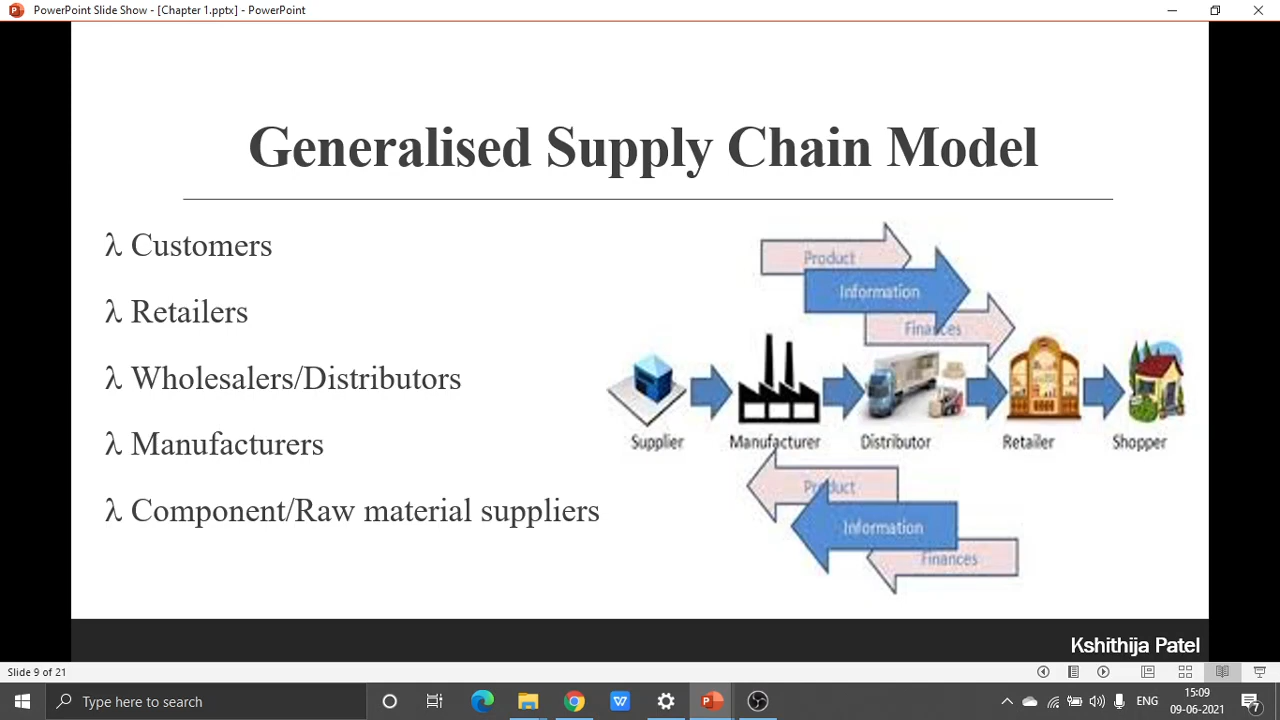 PowerPoint Slide Show - [Chapter 1.pptx] - PowerPoint
Generalised Supply Chain Model
λ Customers
λ Retailers
λ Wholesalers/Distributors
λ Manufacturers
λ Component/Raw material suppliers
Product
Information
Finances
Supplier
Manufacturer
Distributor
Retailer
Shopper
Product
Information
Finances
Kshithija Patel
Slide 9 of 21
Type here to search
ENG
15:09
09-06-2021
7